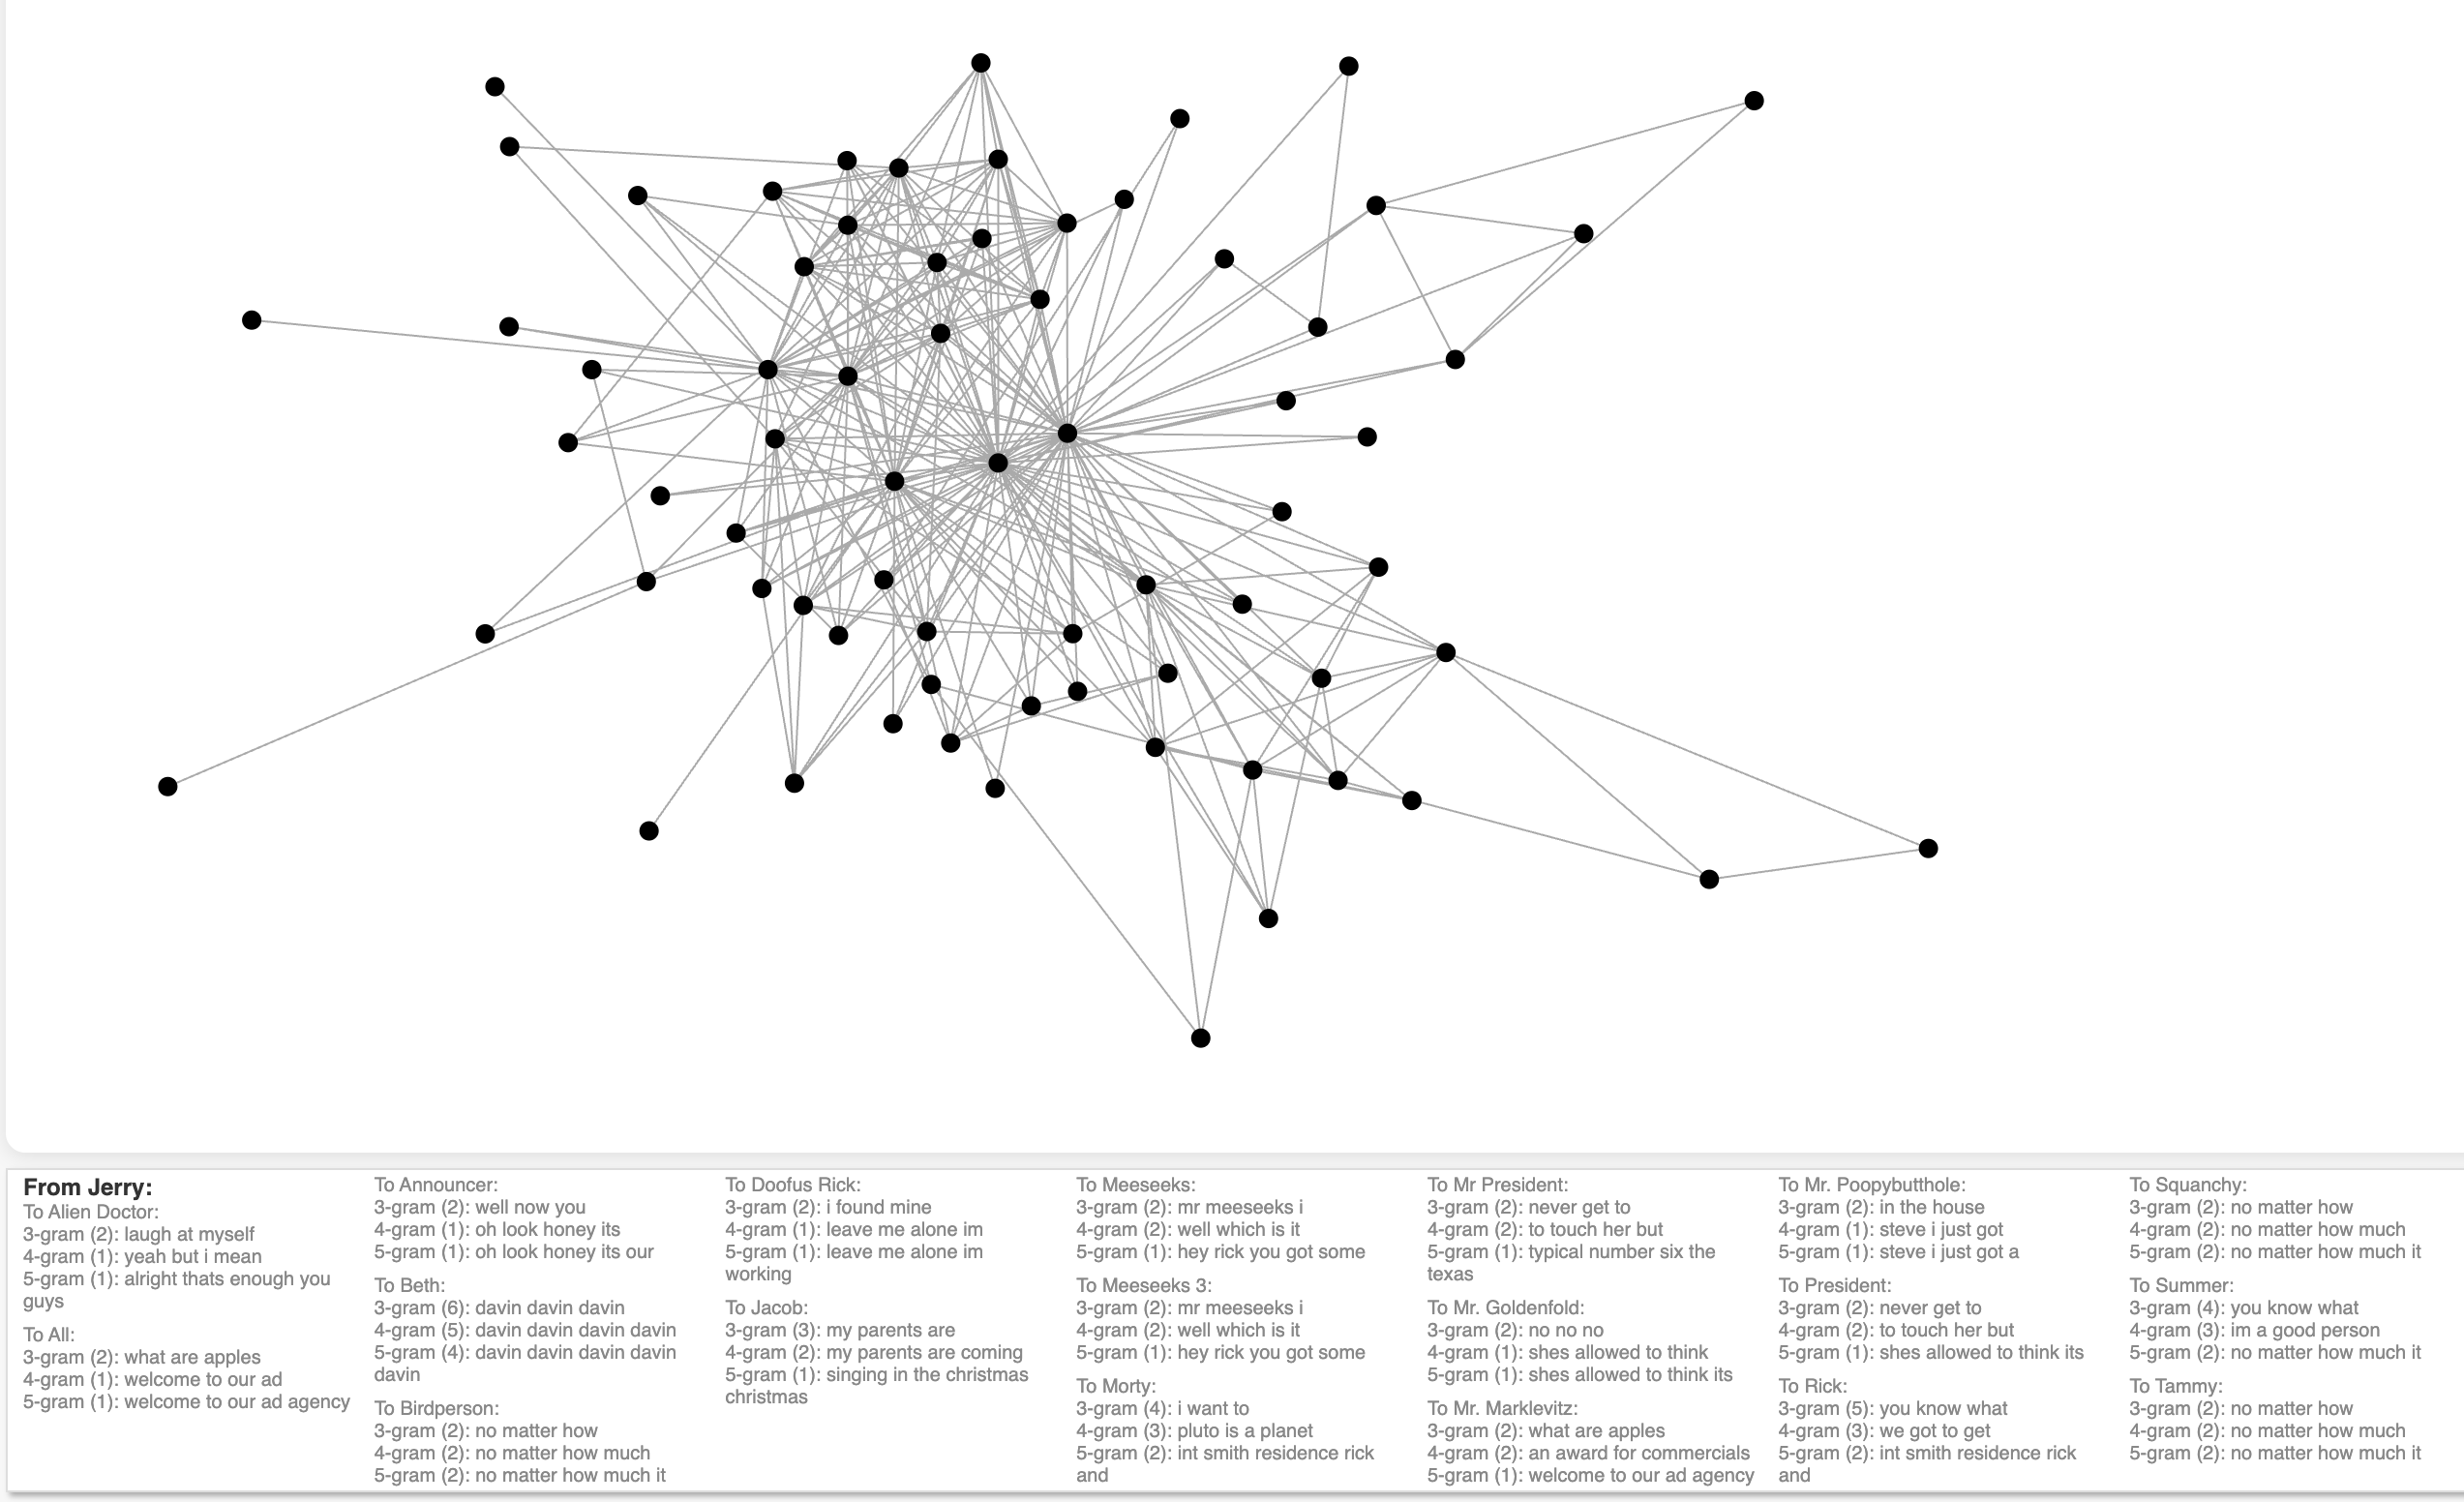 From Jerry:
To Alien Doctor:
3-gram (2): laugh at myself
4-gram (1): yeah but i mean
5-gram (1): alright thats enough you
guys
To All:
3-gram (2): what are apples
4-gram (1): welcome to our ad
5-gram (1): welcome to our ad agency
To Announcer:
3-gram (2): well now you
4-gram (1): oh look honey its
5-gram (1): oh look honey its our
To Beth:
3-gram (6): davin davin davin
4-gram (5): davin davin davin davin
5-gram (4): davin davin davin davin
davin
To Birdperson:
3-gram (2): no matter how
4-gram (2): no matter how much
5-gram (2): no matter how much it
To Doofus Rick:
3-gram (2): i found mine
4-gram (1): leave me alone im
5-gram (1): leave me alone im
working
To Jacob:
3-gram (3): my parents are
4-gram (2): my parents are coming
5-gram (1): singing in the christmas
christmas
To Meeseeks:
3-gram (2): mr meeseeks i
4-gram (2): well which is it
5-gram (1): hey rick you got some
To Meeseeks 3:
3-gram (2): mr meeseeks i
4-gram (2): well which is it
5-gram (1): hey rick you got some
To Morty:
3-gram (4): i want to
4-gram (3): pluto is a planet
5-gram (2): int smith residence rick
and
To Mr President:
3-gram (2): never get to
4-gram (2): to touch her but
5-gram (1): typical number six the
texas
To Mr. Goldenfold:
3-gram (2): no no no
4-gram (1): shes allowed to think
5-gram (1): shes allowed to think its
To Mr. Marklevitz:
3-gram (2): what are apples
4-gram (2): an award for commercials
5-gram (1): welcome to our ad agency
To Mr. Poopybutthole:
3-gram (2): in the house
4-gram (1): steve i just got
5-gram (1): steve i just got a
To President:
3-gram (2): never get to
4-gram (2): to touch her but
5-gram (1): shes allowed to think its
To Rick:
3-gram (5): you know what
4-gram (3): we got to get
5-gram (2): int smith residence rick
and
To Squanchy:
3-gram (2): no matter how
4-gram (2): no matter how much
5-gram (2): no matter how much it
To Summer:
3-gram (4): you know what
4-gram (3): im a good person
5-gram (2): no matter how much it
To Tammy:
3-gram (2): no matter how
4-gram (2): no matter how much
5-gram (2): no matter how much it